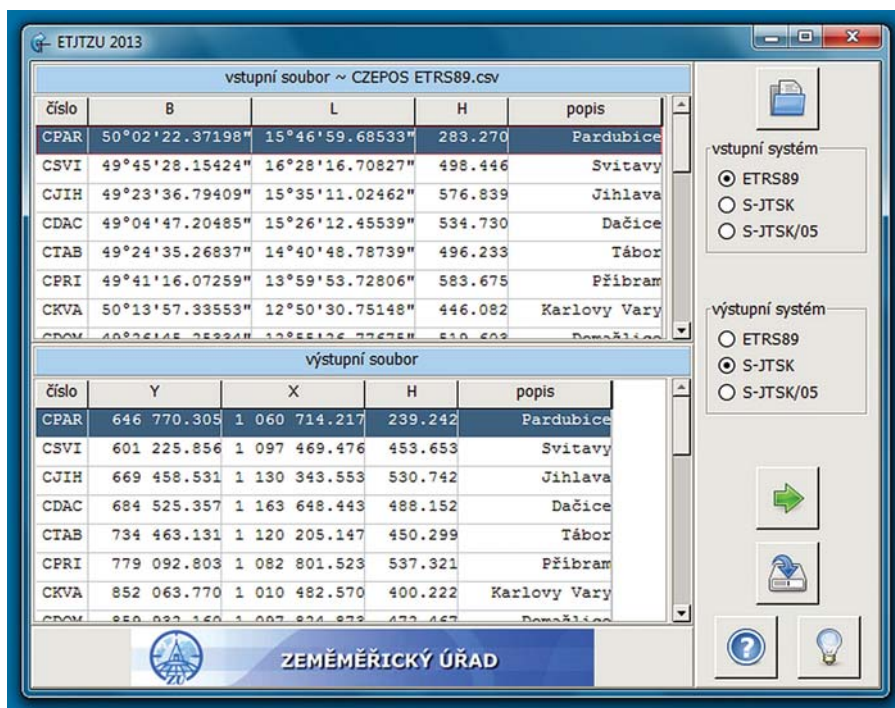 ETJTZU 2013
vstupní soubor ~ CZEPOS ETRS89.csv
číslo B L H popis
CPAR 50°02'22.37198" 15°46'59.68533" 283.270 Pardubice
CSVI 49°45'28.15424" 16°28'16.70827" 498.446 Svitavy
CJIH 49°23'36.79409" 15°35'11.02462" 576.839 Jihlava
CDAC 49°04'47.20485" 15°26'12.45539" 534.730 Dačice
CTAB 49°24'35.26837" 14°40'48.78739" 496.233 Tábor
CPRI 49°41'16.07259" 13°59'53.72806" 583.675 Příbram
CKVA 50°13'57.33553" 12°50'30.75148" 446.082 Karlovy Vary
výstupní soubor
číslo Y X H popis
CPAR 646 770.305 1 060 714.217 239.242 Pardubice
CSVI 601 225.856 1 097 469.476 453.653 Svitavy
CJIH 669 458.531 1 130 343.553 530.742 Jihlava
CDAC 684 525.357 1 163 648.443 488.152 Dačice
CTAB 734 463.131 1 120 205.147 450.299 Tábor
CPRI 779 092.803 1 082 801.523 537.321 Příbram
CKVA 852 063.770 1 010 482.570 400.222 Karlovy Vary
ZÚ
ZEMĚMĚŘICKÝ ÚŘAD
vstupní systém
ETRS89
S-JTSK
S-JTSK/05
výstupní systém
ETRS89
S-JTSK
S-JTSK/05